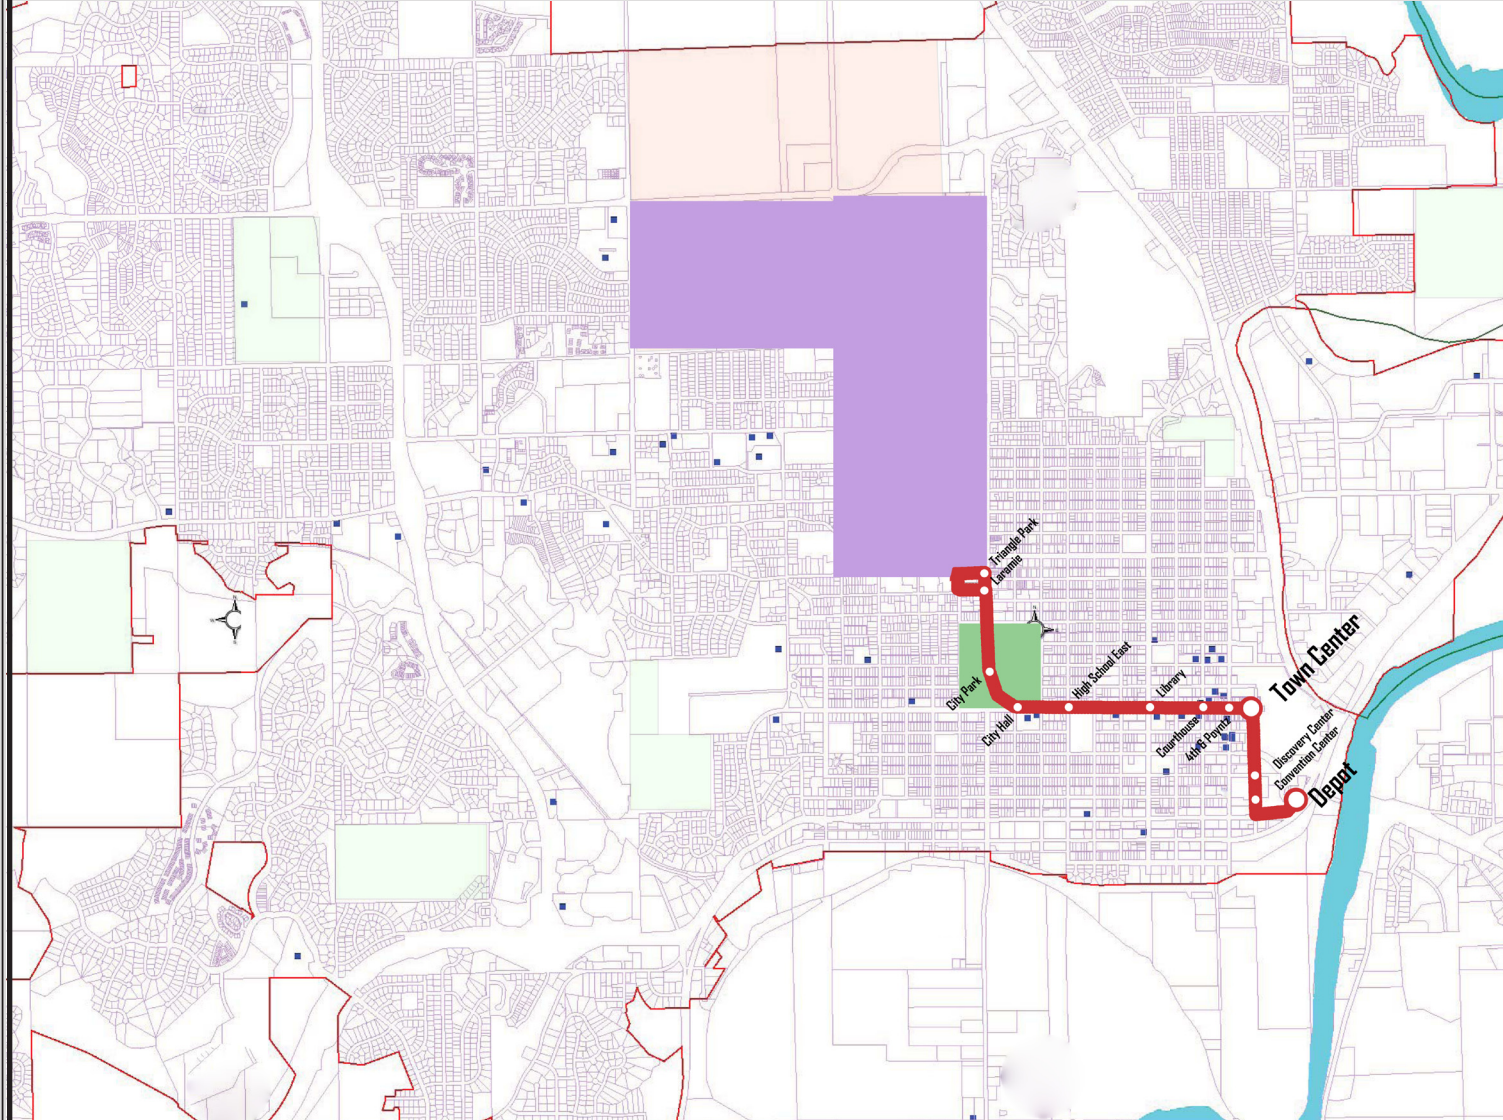 Triangle Park
Laramie
City Park
City Hall
High School East
Library
Courthouse
4th & Poyntz
Town Center
Discovery Center
Convention Center
Depot